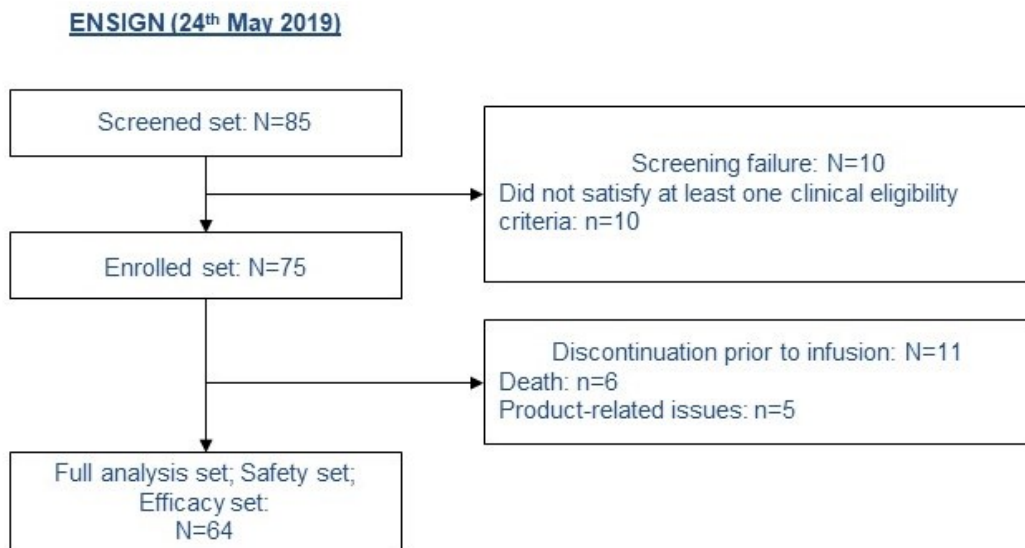 ENSIGN (24th May 2019)
Screened set: N=85
Screening failure: N=10
Did not satisfy at least one clinical eligibility
criteria: n=10
Enrolled set: N=75
Discontinuation prior to infusion: N=11
Death: n=6
Product-related issues: n=5
Full analysis set; Safety set;
Efficacy set:
N=64